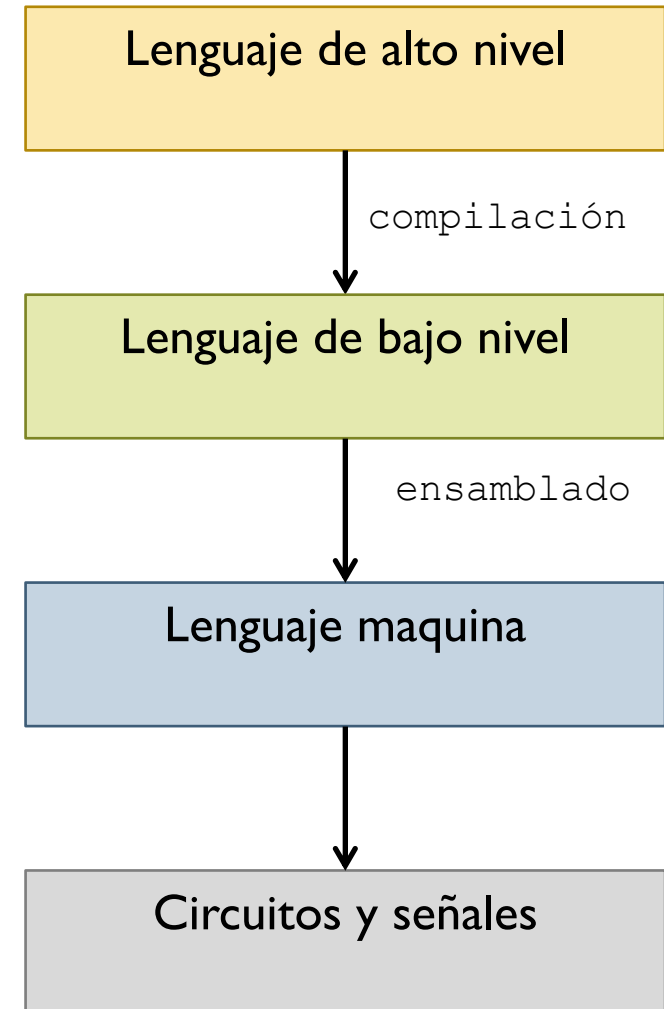 Lenguaje de alto nivel
compilación
Lenguaje de bajo nivel
ensamblado
Lenguaje maquina
Circuitos y señales